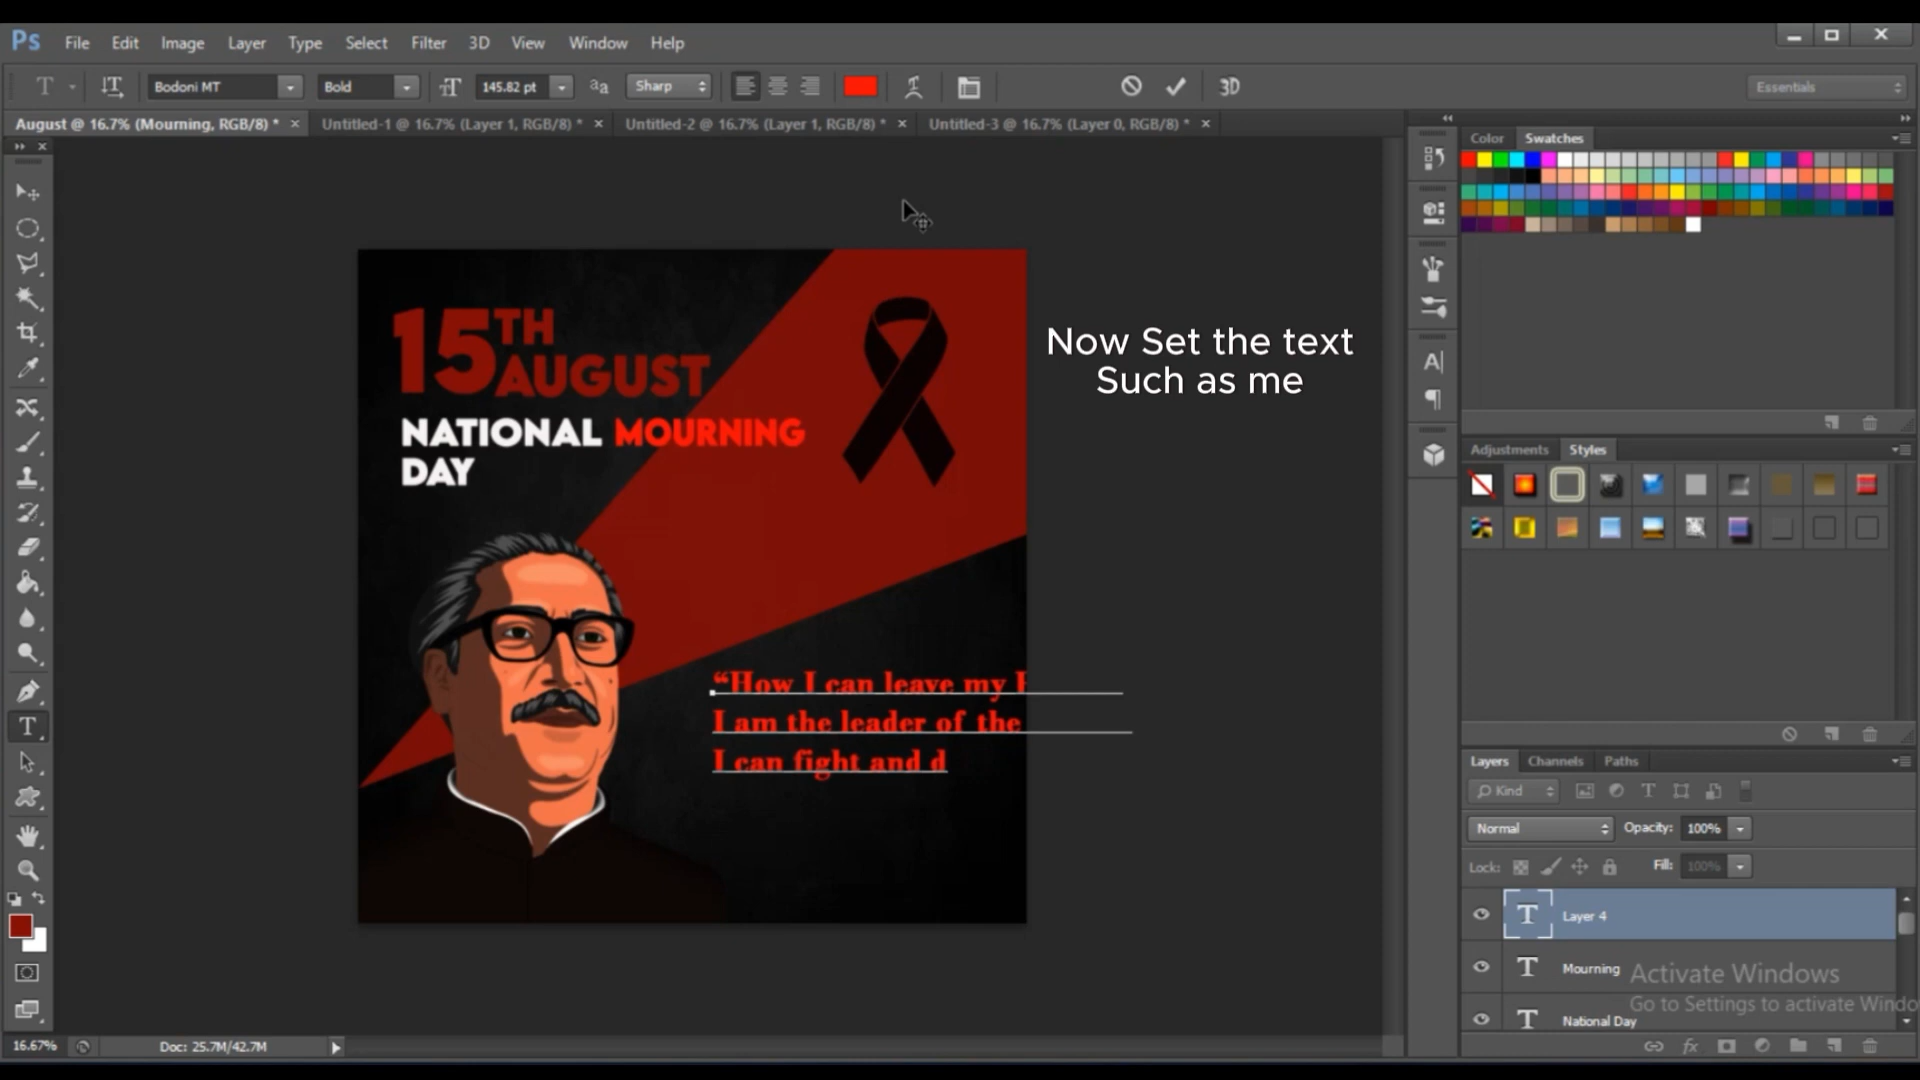 Ps File Edit Image Layer Type Select Filter 3D View Window Help
T Bodoni MT Bold 145.82 pt aa Sharp 3D Essentials
August @ 16.7% (Mourning, RGB/8) * Untitled-1 @ 16.7% (Layer 1, RGB/8) * Untitled-2 @ 16.7% (Layer 1, RGB/8) * Untitled-3 @ 16.7% (Layer 0, RGB/8) *
Color Swatches
15TH
AUGUST
NATIONAL MOURNING
DAY
Now Set the text
Such as me
“How I can leave my
I am the leader of the
I can fight and d
Adjustments Styles
Layers Channels Paths
Kind
Normal Opacity: 100%
Lock: Fill: 100%
Layer 4
Mourning
National Day
Activate Windows
Go to Settings to activate Windo
16.67% Doc: 25.7M/42.7M